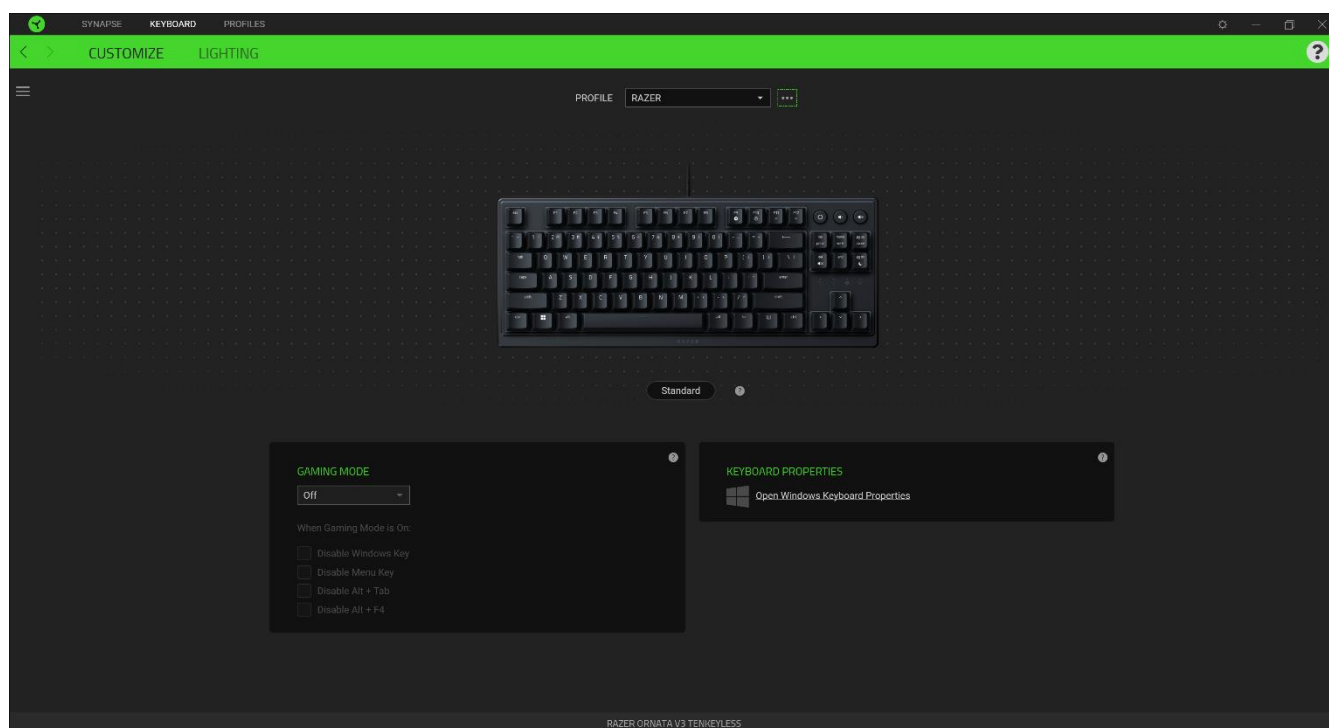 SYNAPSE KEYBOARD PROFILES
CUSTOMIZE LIGHTING
?
PROFILE RAZER
Q W E R T Y U I O P
A S D F G H J K L
Z X C V B N M
RAZER
Standard ?
GAMING MODE ?
Off
When Gaming Mode is On:
Disable Windows Key
Disable Menu Key
Disable Alt + Tab
Disable Alt + F4
KEYBOARD PROPERTIES ?
Open Windows Keyboard Properties
RAZER ORNATA V3 TENKEYLESS